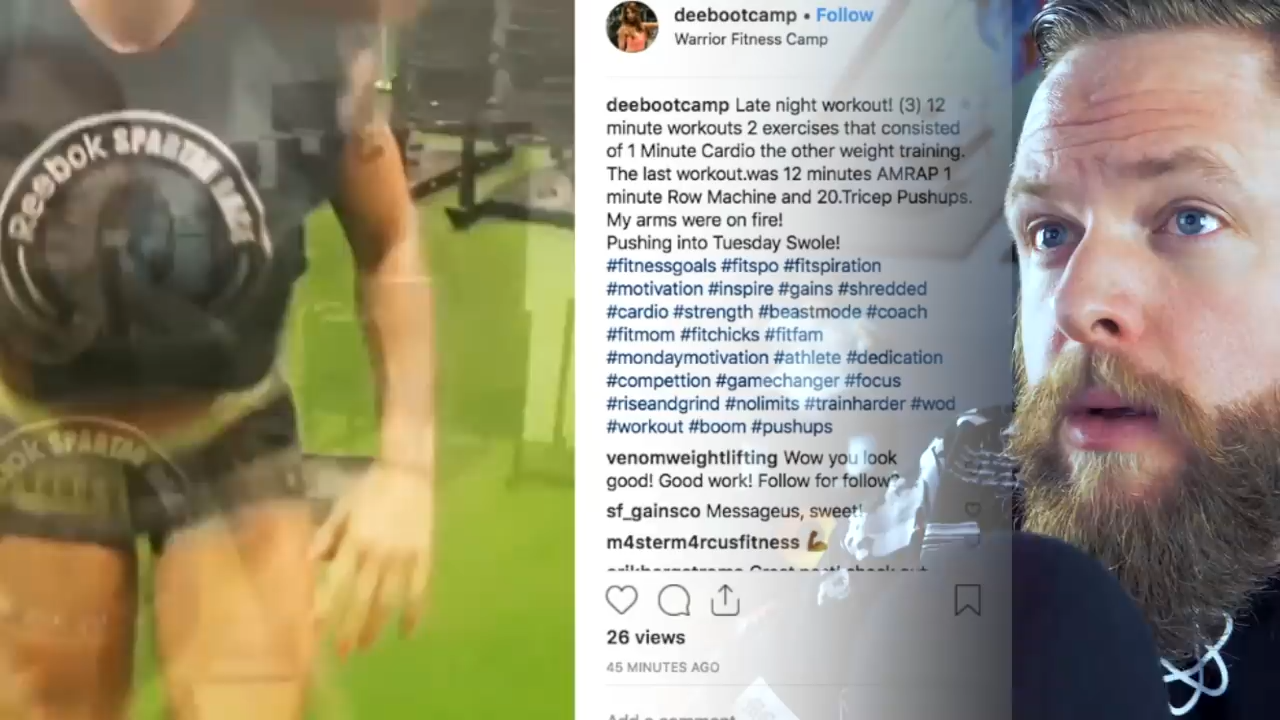 deebootcamp • Follow
Warrior Fitness Camp
deebootcamp Late night workout! (3) 12
minute workouts 2 exercises that consisted
of 1 Minute Cardio the other weight training.
The last workout.was 12 minutes AMRAP 1
minute Row Machine and 20.Tricep Pushups.
My arms were on fire!
Pushing into Tuesday Swole!
#fitnessgoals #fitspo #fitspiration
#motivation #inspire #gains #shredded
#cardio #strength #beastmode #coach
#fitmom #fitchicks #fitfam
#mondaymotivation #athlete #dedication
#compettion #gamechanger #focus
#riseandgrind #nolimits #trainharder #wod
#workout #boom #pushups
venomweightlifting Wow you look
good! Good work! Follow for follow?
sf_gainsco Messageus, sweet!
m4sterm4rcusfitness 💪
26 views
45 MINUTES AGO
Add a comment
Reebok SPARTAN RACE
SPARTAN